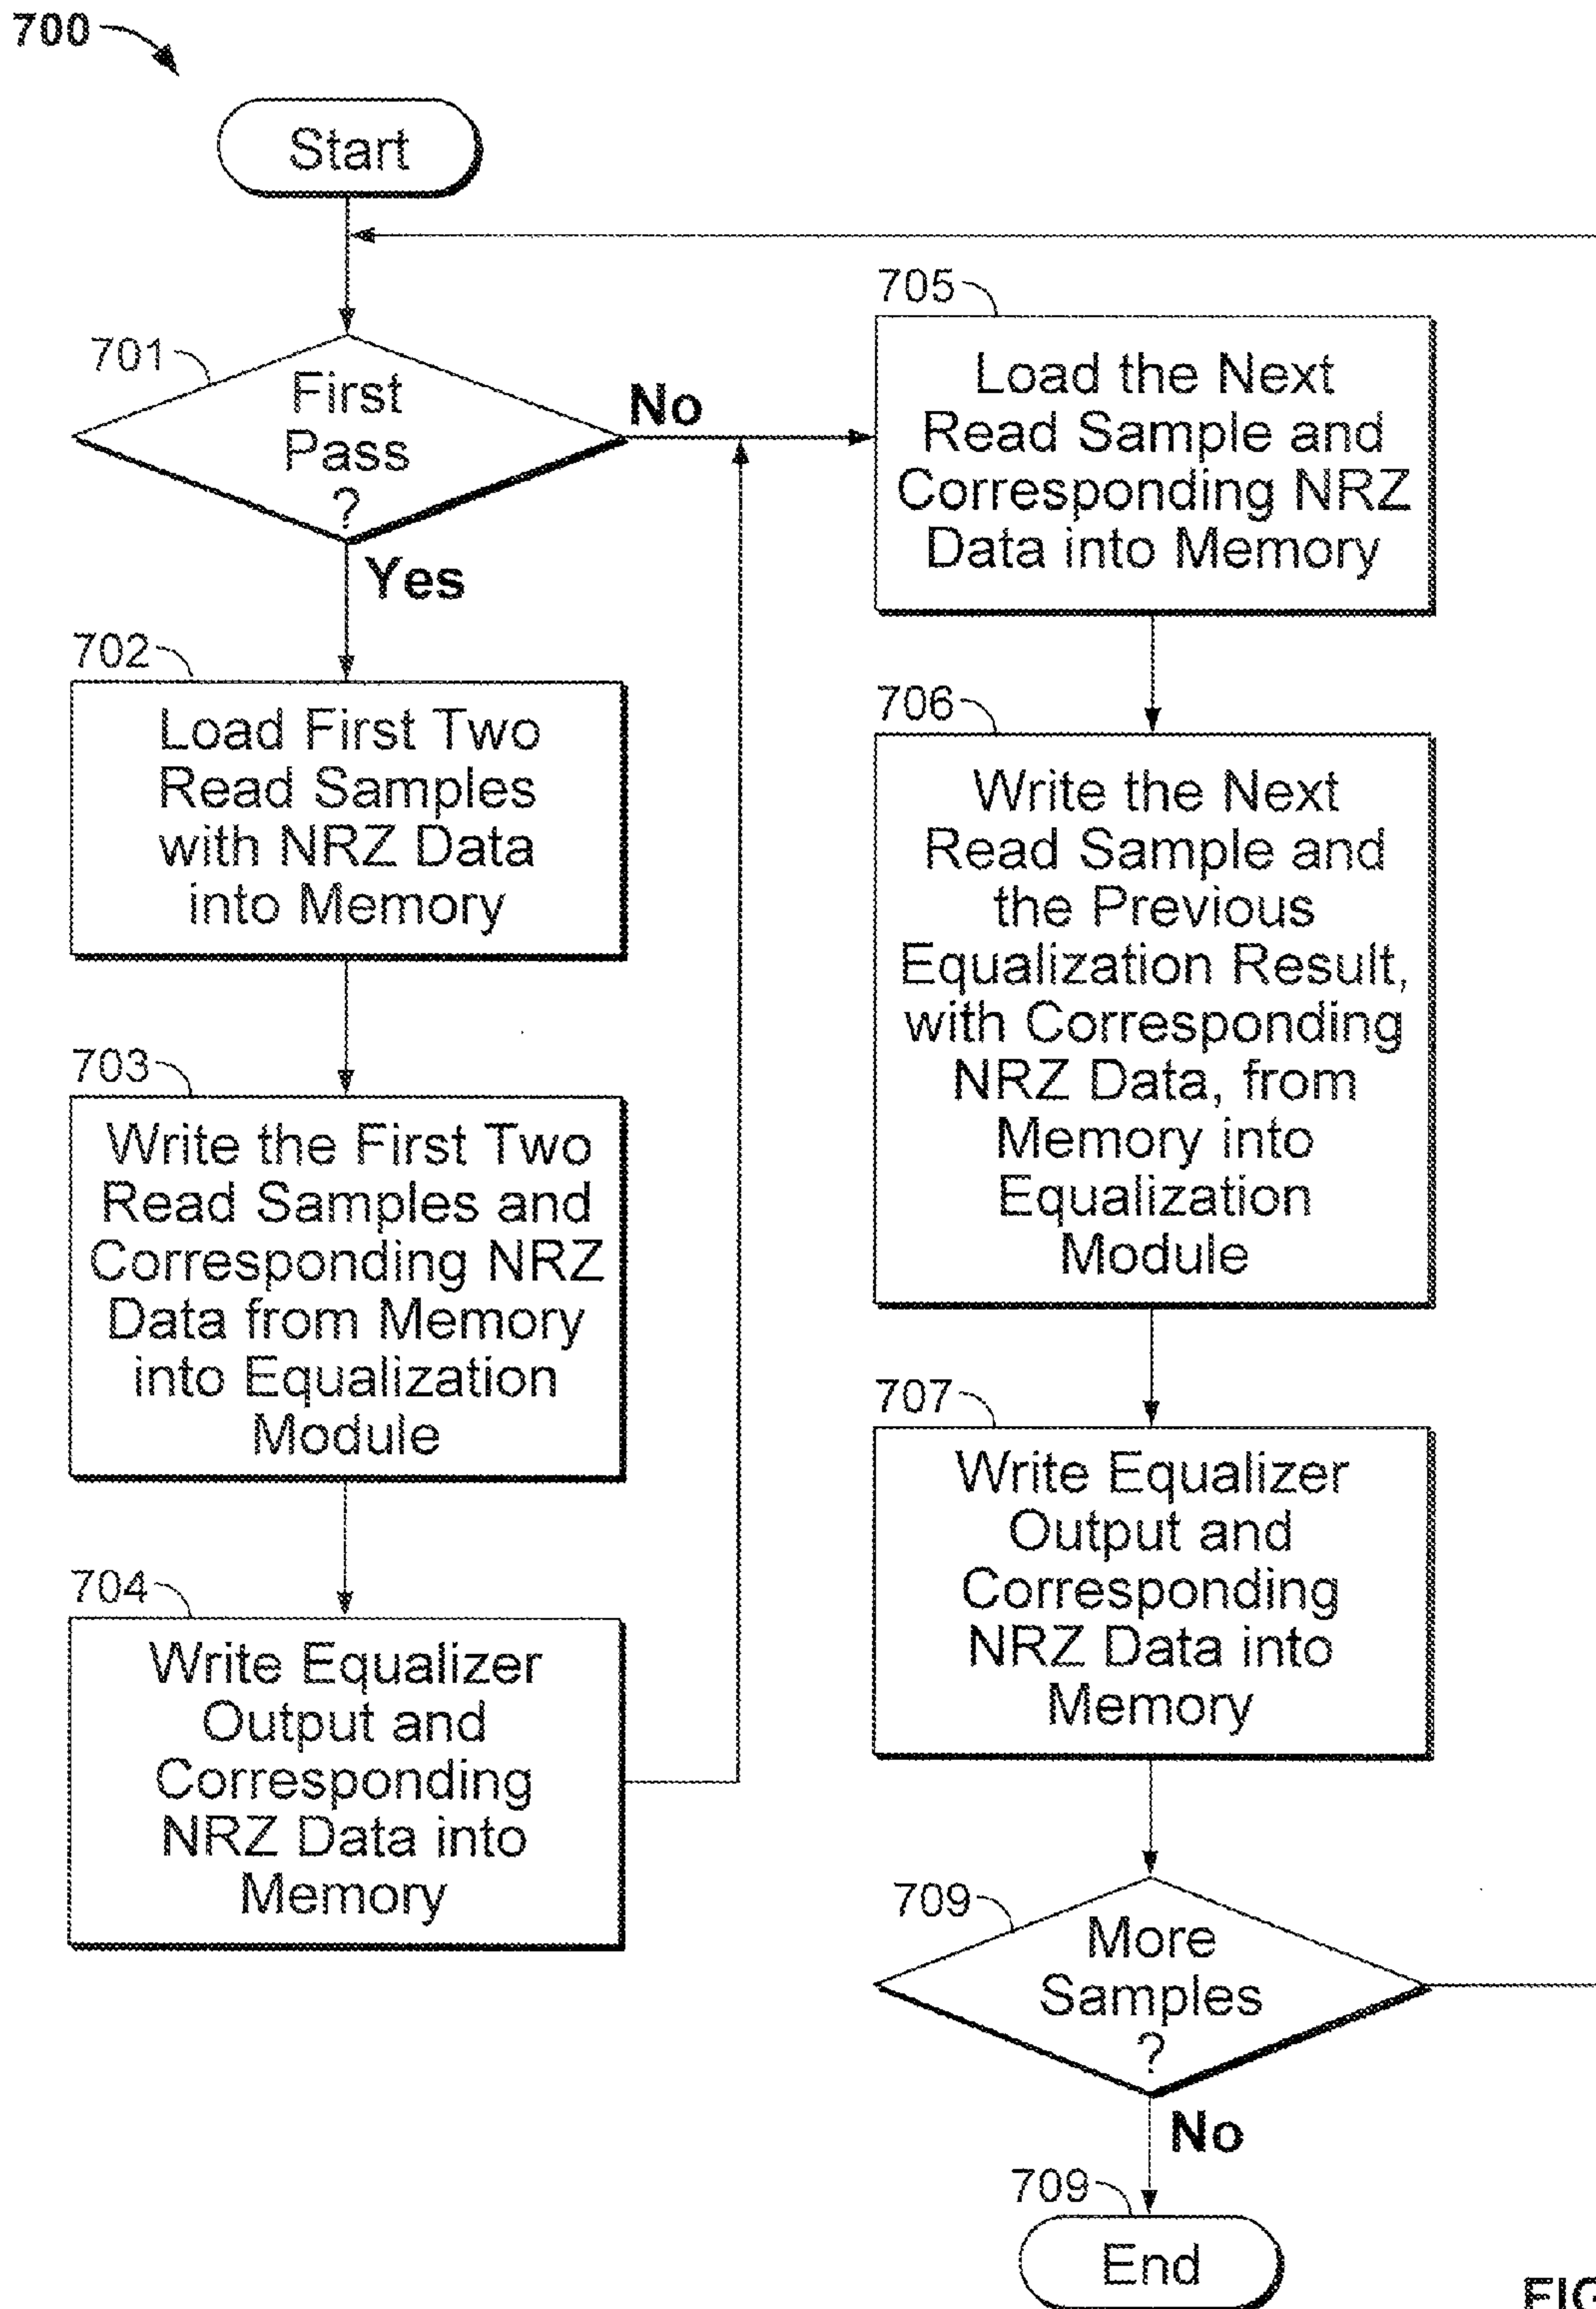 700
Start
701
First
Pass
?
No
Yes
702
Load First Two
Read Samples
with NRZ Data
into Memory
703
Write the First Two
Read Samples and
Corresponding NRZ
Data from Memory
into Equalization
Module
704
Write Equalizer
Output and
Corresponding
NRZ Data into
Memory
705
Load the Next
Read Sample and
Corresponding NRZ
Data into Memory
706
Write the Next
Read Sample and
the Previous
Equalization Result,
with Corresponding
NRZ Data, from
Memory into
Equalization
Module
707
Write Equalizer
Output and
Corresponding
NRZ Data into
Memory
709
More
Samples
?
No
709
End
FIG